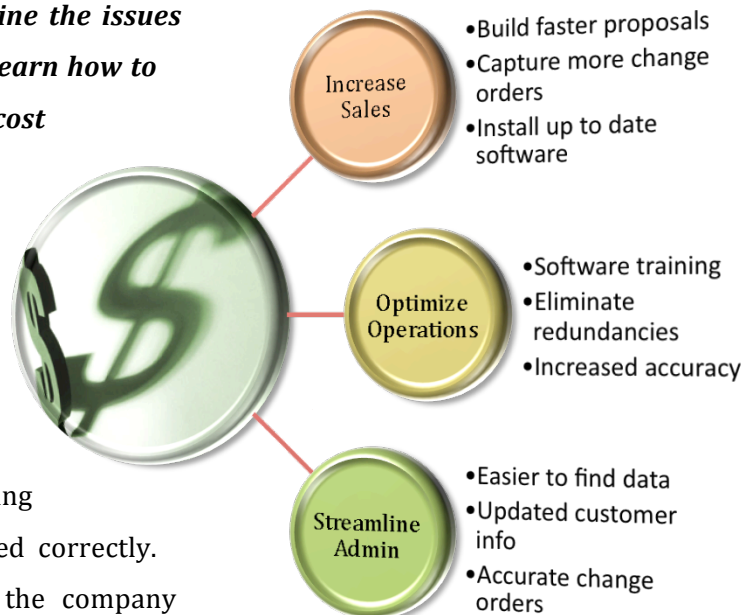 ine the issues
earn how to
cost
Increase
Sales
•Build faster proposals
•Capture more change
orders
•Install up to date
software
Optimize
Operations
•Software training
•Eliminate
redundancies
•Increased accuracy
Streamline
Admin
•Easier to find data
•Updated customer
info
•Accurate change
orders
ing
ed correctly.
the company